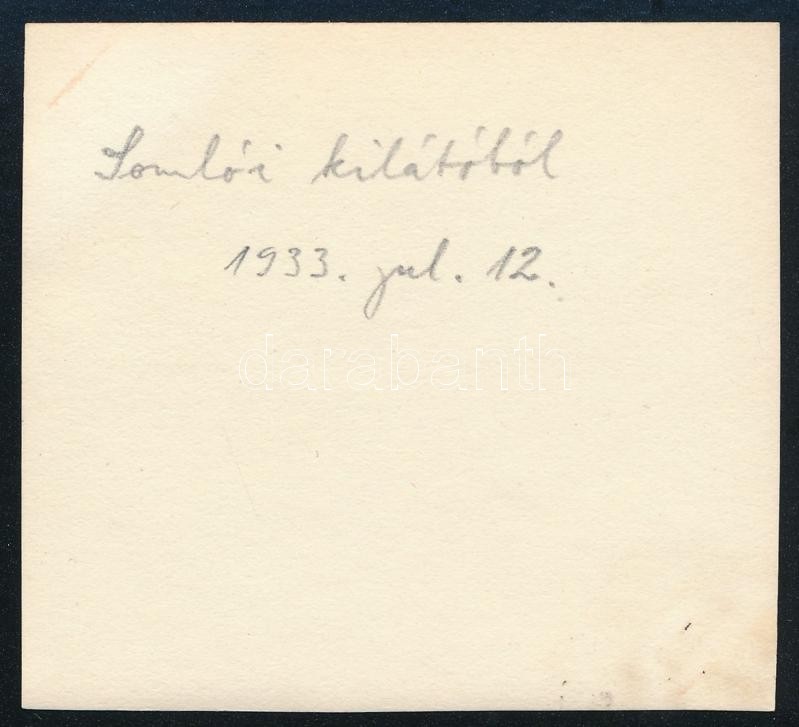 Somlói kilátóból
1933. jul. 12.
darabanth